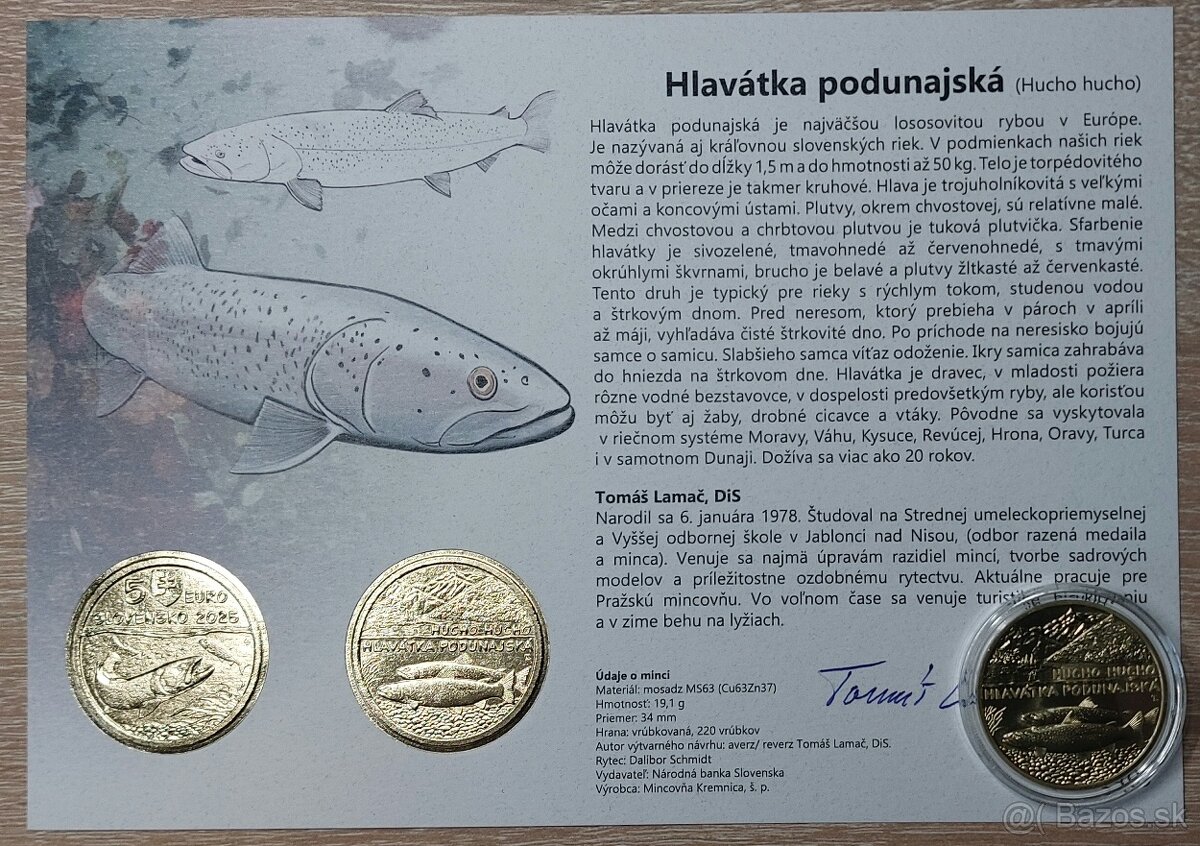 Hlavátka podunajská (Hucho hucho)
Hlavátka podunajská je najväčšou lososovitou rybou v Európe.
Je nazývaná aj kráľovnou slovenských riek. V podmienkach našich riek
môže dorásť do dĺžky 1,5 m a do hmotnosti až 50 kg. Telo je torpédovitého
tvaru a v priereze je takmer kruhové. Hlava je trojuholníkovitá s veľkými
očami a koncovými ústami. Plutvy, okrem chvostovej, sú relatívne malé.
Medzi chvostovou a chrbtovou plutvou je tuková plutvička. Sfarbenie
hlavátky je sivozelené, tmavohnedé až červenohnedé, s tmavými
okrúhlymi škvrnami, brucho je belavé a plutvy žltkasté až červenkasté.
Tento druh je typický pre rieky s rýchlym tokom, studenou vodou
a štrkovým dnom. Pred neresom, ktorý prebieha v pároch v apríli
až máji, vyhľadáva čisté štrkovité dno. Po príchode na neresisko bojujú
samce o samicu. Slabšieho samca víťaz odoženie. Ikry samica zahrabáva
do hniezda na štrkovom dne. Hlavátka je dravec, v mladosti požiera
rôzne vodné bezstavovce, v dospelosti predovšetkým ryby, ale korisťou
môžu byť aj žaby, drobné cicavce a vtáky. Pôvodne sa vyskytovala
v riečnom systéme Moravy, Váhu, Kysuce, Revúcej, Hrona, Oravy, Turca
i v samotnom Dunaji. Dožíva sa viac ako 20 rokov.
Tomáš Lamač, DiS
Narodil sa 6. januára 1978. Študoval na Strednej umeleckopriemyselnej
a Vyššej odbornej škole v Jablonci nad Nisou, (odbor razená medaila
a minca). Venuje sa najmä úpravám razidiel mincí, tvorbe sadrových
modelov a príležitostne ozdobnému rytectvu. Aktuálne pracuje pre
Pražskú mincovňu. Vo voľnom čase sa venuje
a v zime behu na lyžiach.
Údaje o minci
Materiál: mosadz MS63 (Cu63Zn37)
Hmotnosť: 19,1 g
Priemer: 34 mm
Hrana: vrúbkovaná, 220 vrúbkov
Autor výtvarného návrhu: averz/ reverz Tomáš Lamač, DiS.
Rytec: Dalibor Schmidt
Vydavateľ: Národná banka Slovenska
Výrobca: Mincovňa Kremnica, š. p.
Tomáš
5 EURO
SLOVENSKO 2025
HUCHO HUCHO
HLAVÁTKA PODUNAJSKÁ
HUCHO HUCHO
HLAVÁTKA PODUNAJSKÁ
@( Bazos.sk